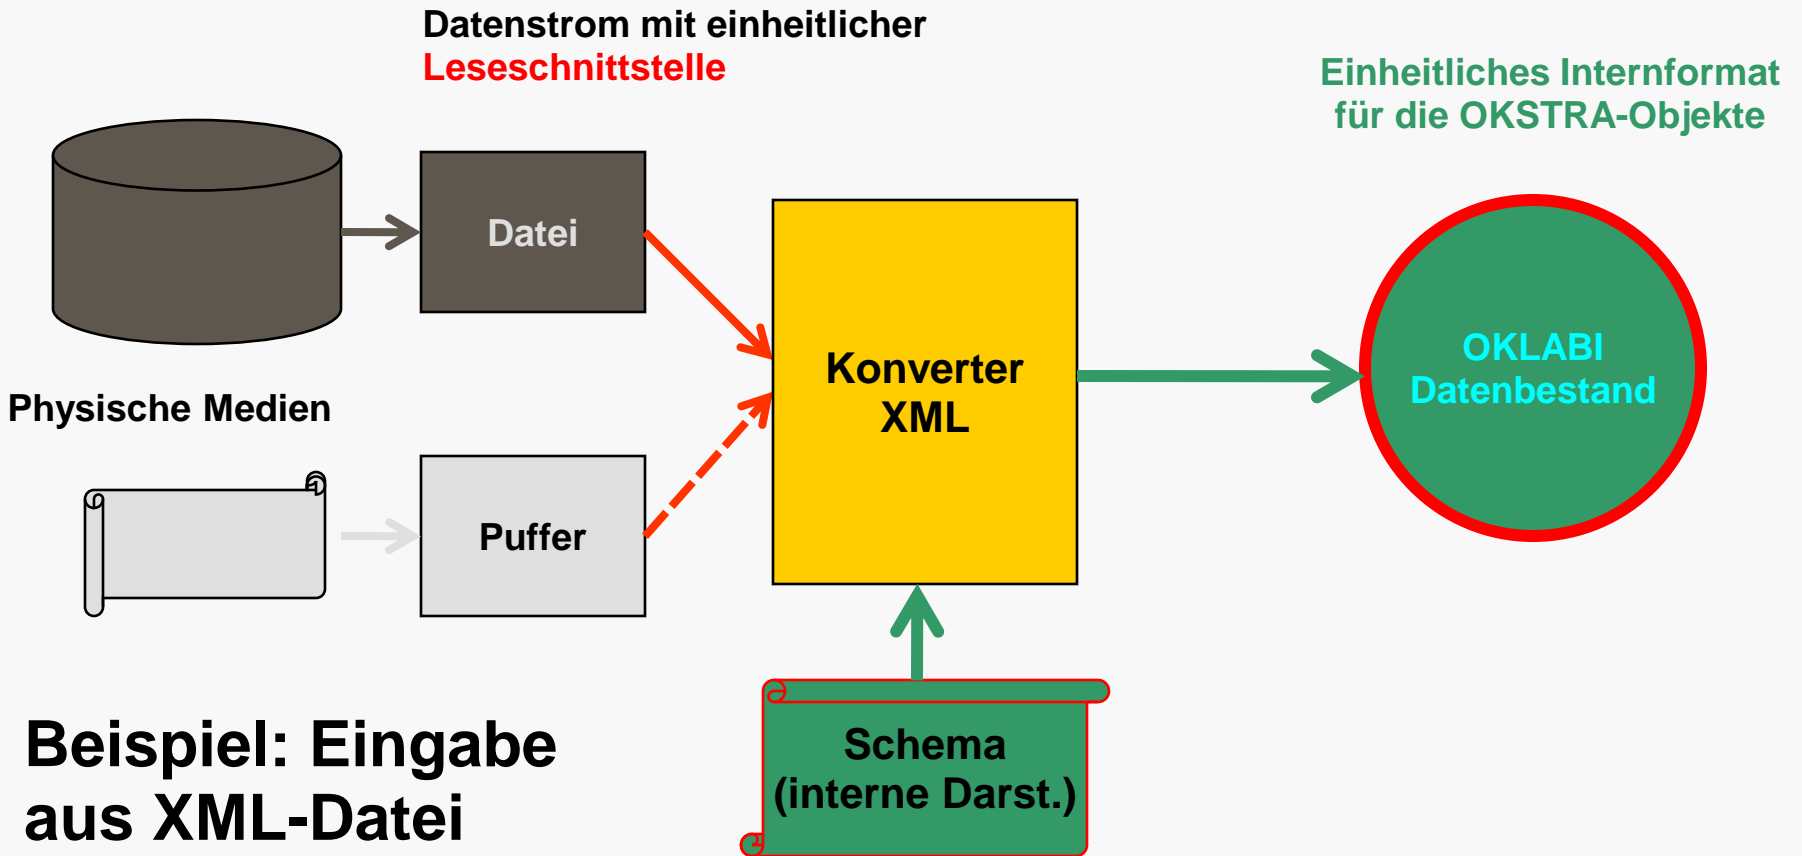 Datenstrom mit einheitlicher
Leseschnittstelle
Einheitliches Internformat
für die OKSTRA-Objekte
Datei
Konverter
XML
OKLABI
Datenbestand
Physische Medien
Puffer
Schema
(interne Darst.)
Beispiel: Eingabe
aus XML-Datei